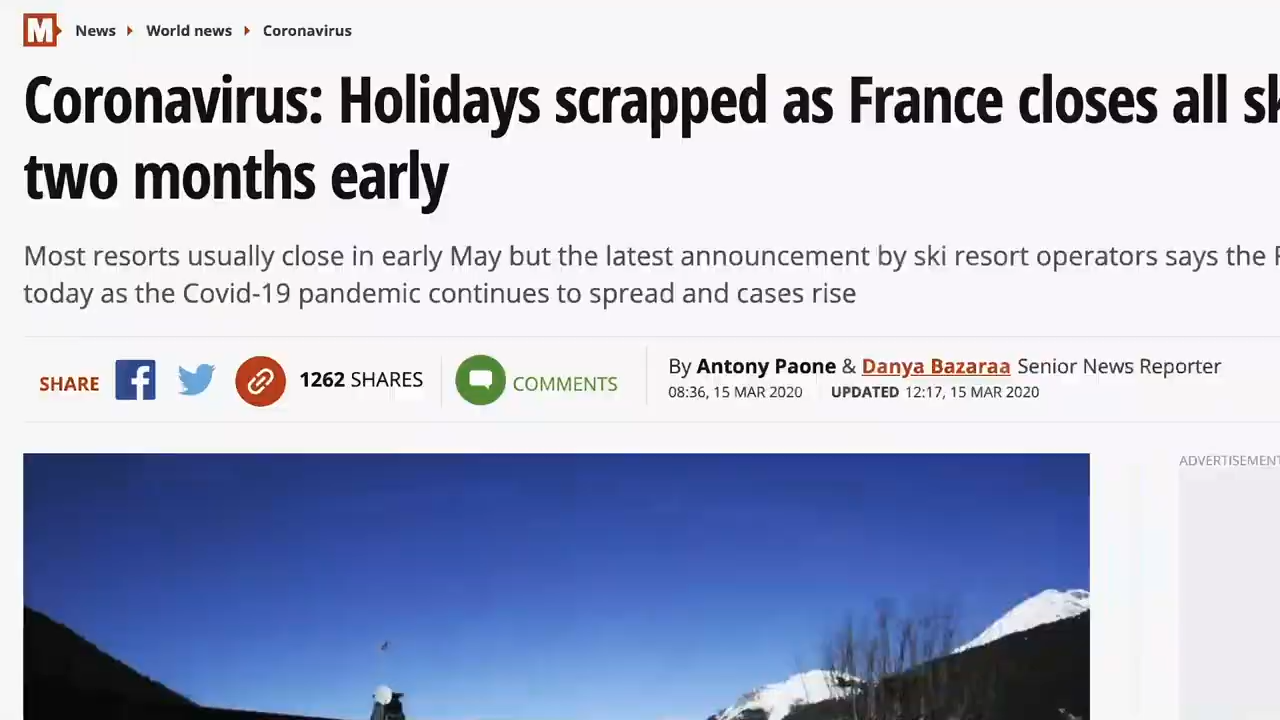 M News World news Coronavirus
Coronavirus: Holidays scrapped as France closes all
two months early
Most resorts usually close in early May but the latest announcement by ski resort operators says the
today as the Covid-19 pandemic continues to spread and cases rise
SHARE 1262 SHARES COMMENTS
By Antony Paone & Danya Bazaraa Senior News Reporter
08:36, 15 MAR 2020 UPDATED 12:17, 15 MAR 2020
ADVERTISEMENT